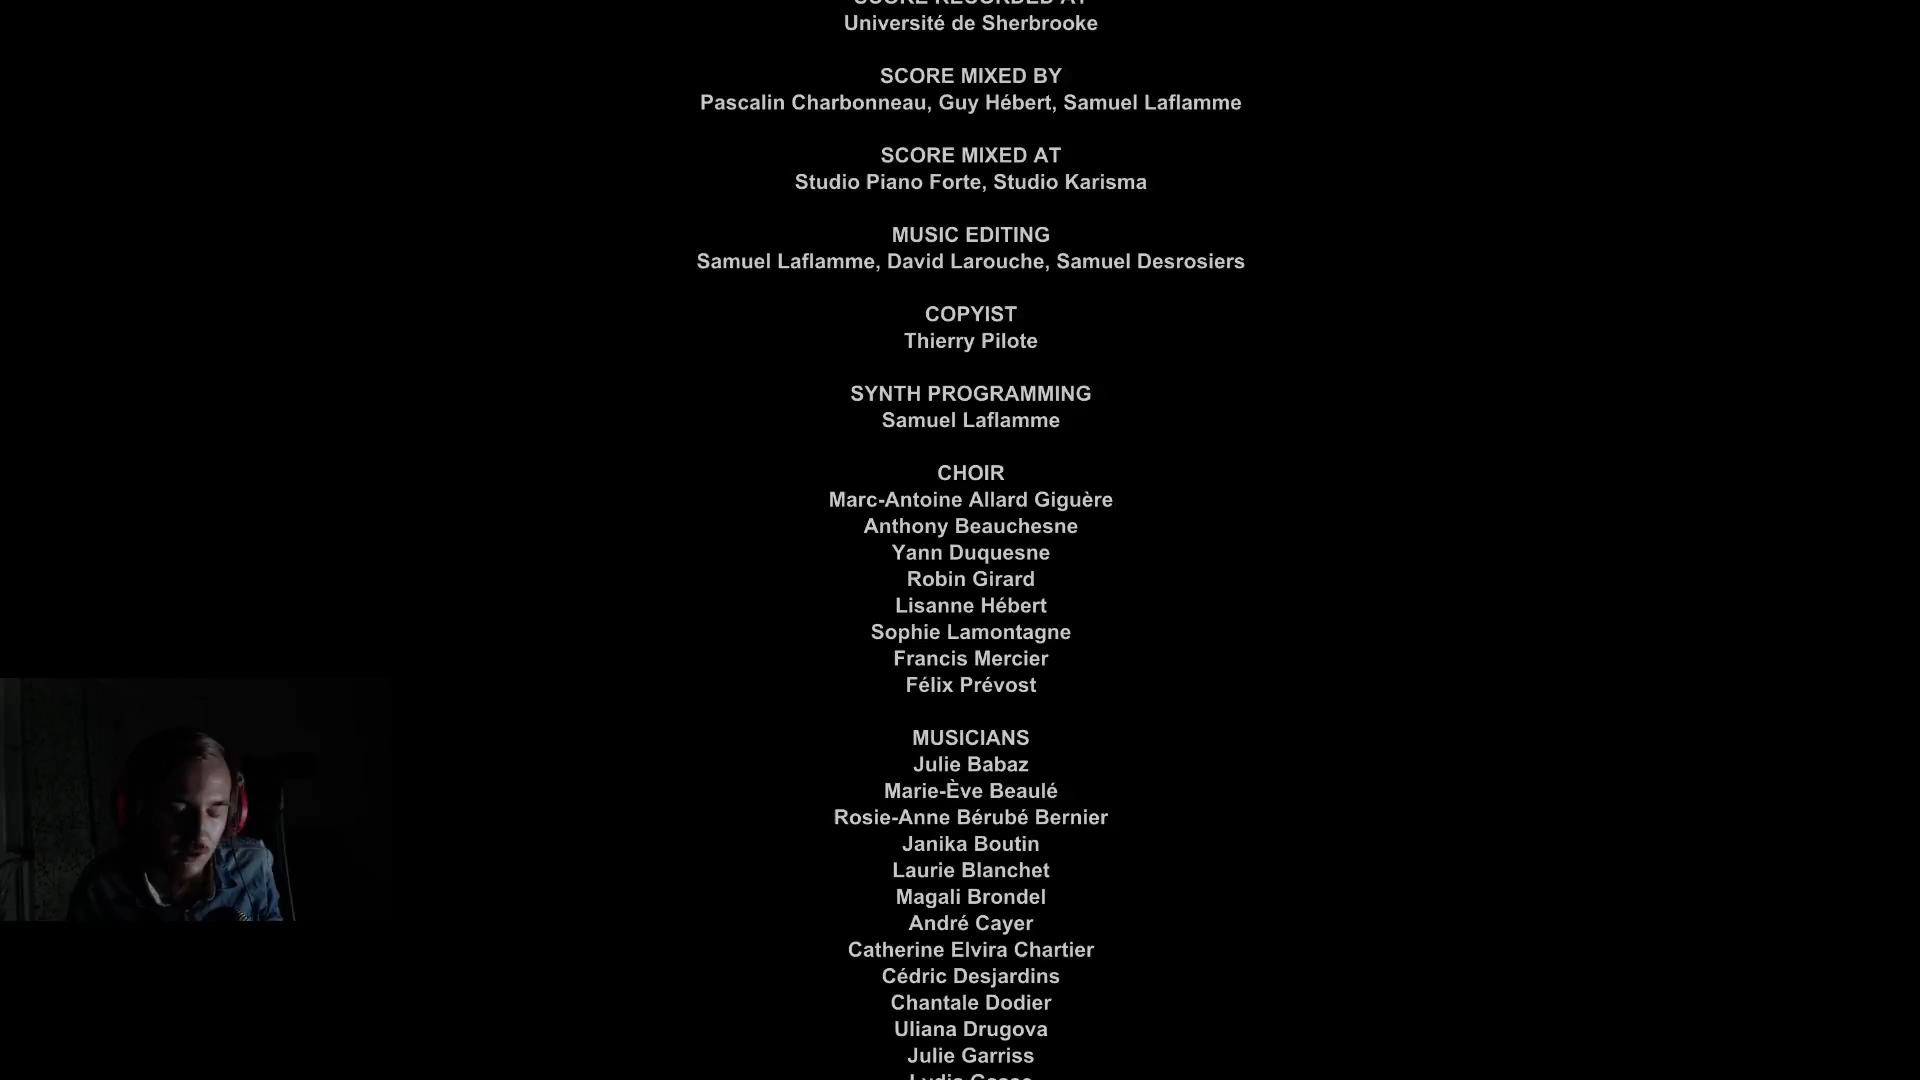 SCORE RECORDED AT
Université de Sherbrooke
SCORE MIXED BY
Pascalin Charbonneau, Guy Hébert, Samuel Laflamme
SCORE MIXED AT
Studio Piano Forte, Studio Karisma
MUSIC EDITING
Samuel Laflamme, David Larouche, Samuel Desrosiers
COPYIST
Thierry Pilote
SYNTH PROGRAMMING
Samuel Laflamme
CHOIR
Marc-Antoine Allard Giguère
Anthony Beauchesne
Yann Duquesne
Robin Girard
Lisanne Hébert
Sophie Lamontagne
Francis Mercier
Félix Prévost
MUSICIANS
Julie Babaz
Marie-Ève Beaulé
Rosie-Anne Bérubé Bernier
Janika Boutin
Laurie Blanchet
Magali Brondel
André Cayer
Catherine Elvira Chartier
Cédric Desjardins
Chantale Dodier
Uliana Drugova
Julie Garriss